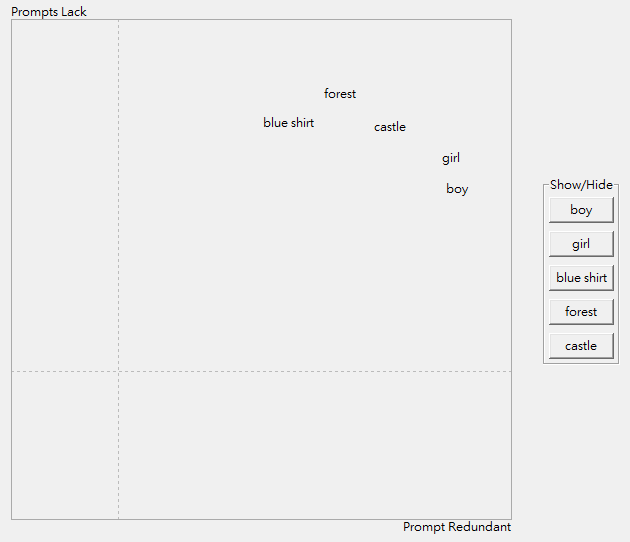 Prompts Lack
forest
blue shirt
castle
girl
boy
Prompt Redundant
Show/Hide
boy
girl
blue shirt
forest
castle